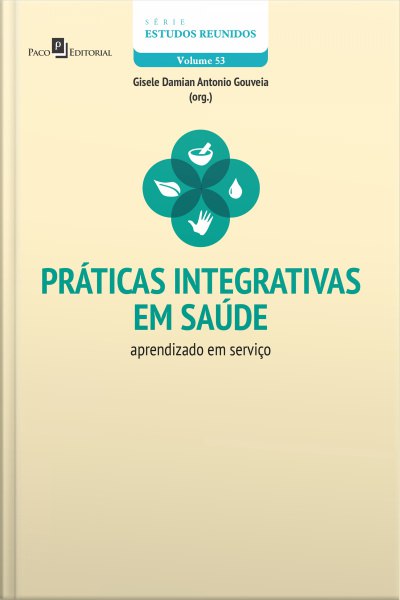 PACO EDITORIAL
SÉRIE
ESTUDOS REUNIDOS
Volume 53
Gisele Damian Antonio Gouveia
(org.)
PRÁTICAS INTEGRATIVAS
EM SAÚDE
aprendizado em serviço